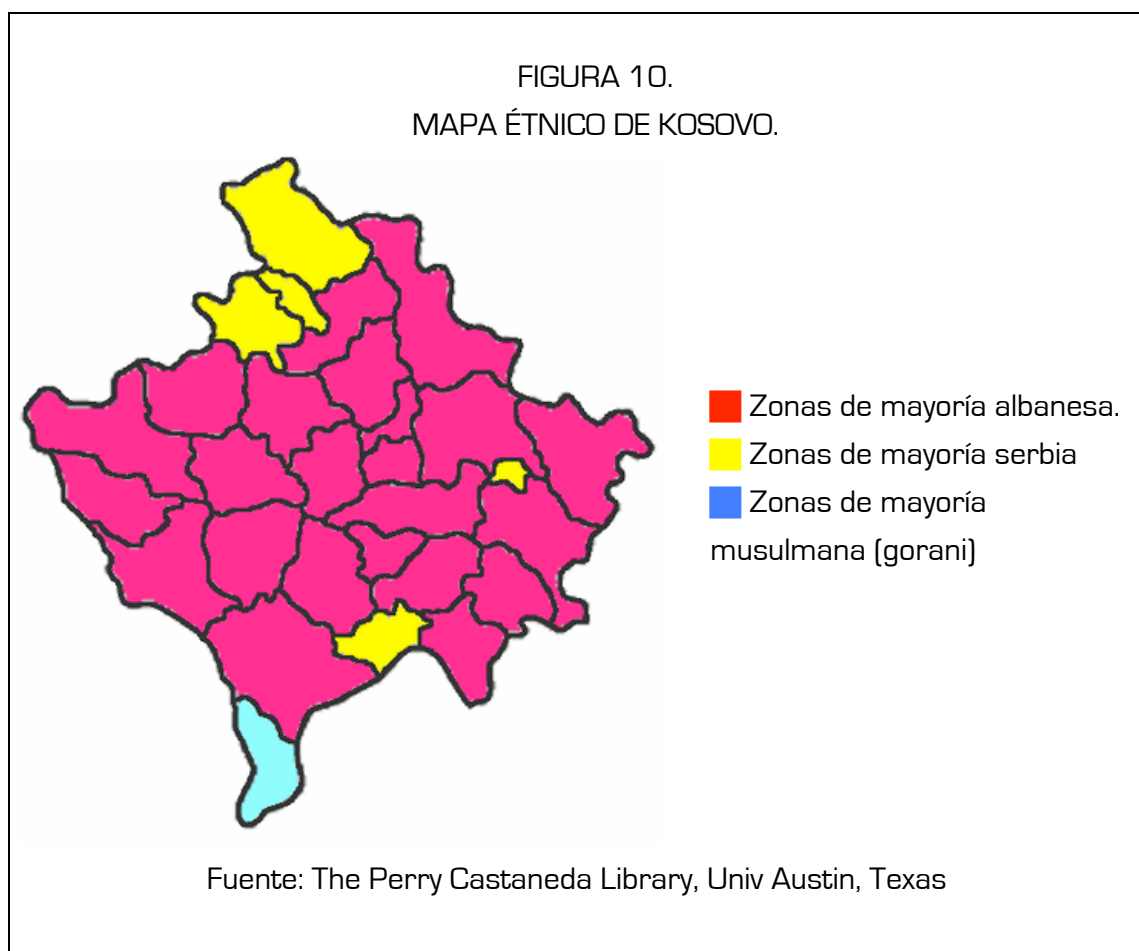 FIGURA 10.
MAPA ÉTNICO DE KOSOVO.
Zonas de mayoría albanesa.
Zonas de mayoría serbia
Zonas de mayoría
musulmana (gorani)
Fuente: The Perry Castaneda Library, Univ Austin, Texas